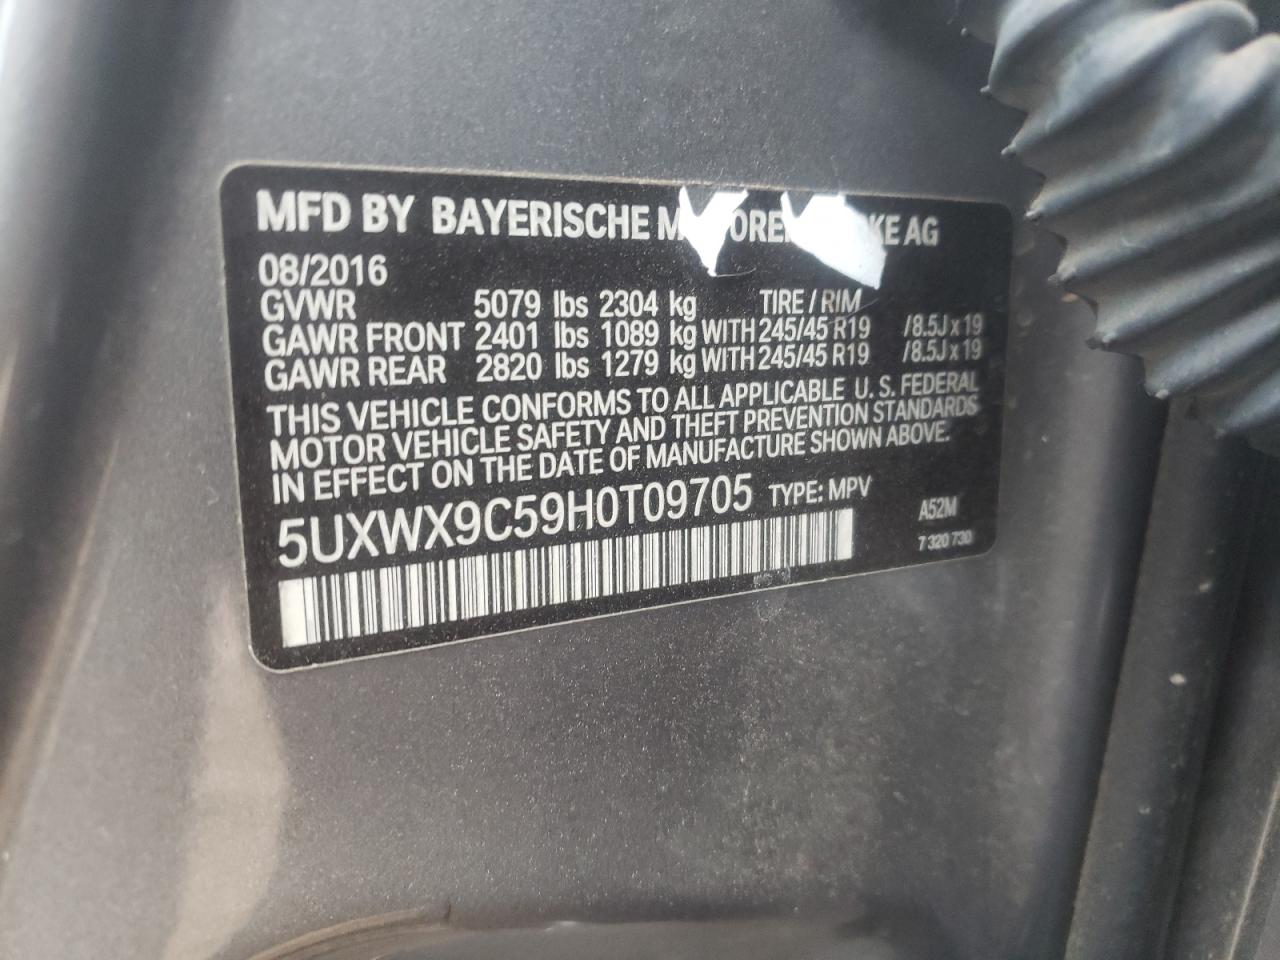 MFD BY BAYERISCHE AG
08/2016
GVWR 5079 lbs 2304 kg TIRE / RIM
GAWR FRONT 2401 lbs 1089 kg WITH 245/45 R19 /8.5J x 19
GAWR REAR 2820 lbs 1279 kg WITH 245/45 R19 /8.5J x 19
THIS VEHICLE CONFORMS TO ALL APPLICABLE U. S. FEDERAL
MOTOR VEHICLE SAFETY AND THEFT PREVENTION STANDARDS
IN EFFECT ON THE DATE OF MANUFACTURE SHOWN ABOVE.
5UXWX9C59H0T09705 TYPE: MPV
A52M
7 320 730